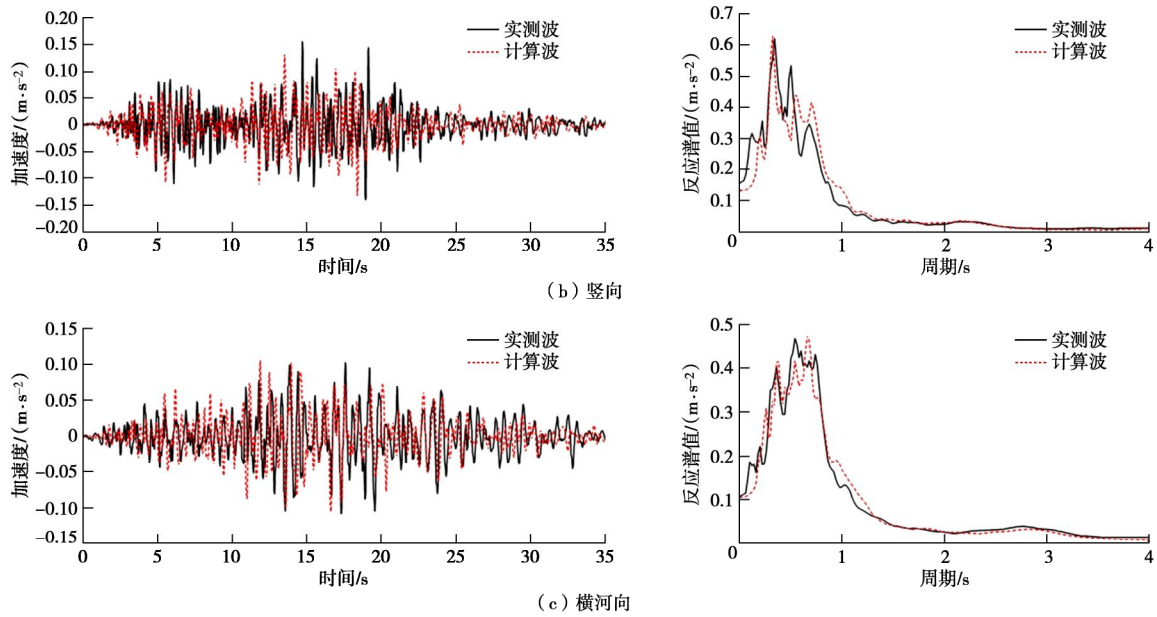 0.20
0.15
0.10
0.05
0
−0.05
−0.10
−0.15
−0.20
加速度/(m·s⁻²)
0 5 10 15 20 25 30 35
时间/s
实测波
计算波
0.7
0.6
0.5
0.4
0.3
0.2
0.1
反应谱值/(m·s⁻²)
0 1 2 3 4
周期/s
实测波
计算波
（b）竖向
0.15
0.10
0.05
0
−0.05
−0.10
−0.15
加速度/(m·s⁻²)
0 5 10 15 20 25 30 35
时间/s
实测波
计算波
0.5
0.4
0.3
0.2
0.1
反应谱值/(m·s⁻²)
0 1 2 3 4
周期/s
实测波
计算波
（c）横河向